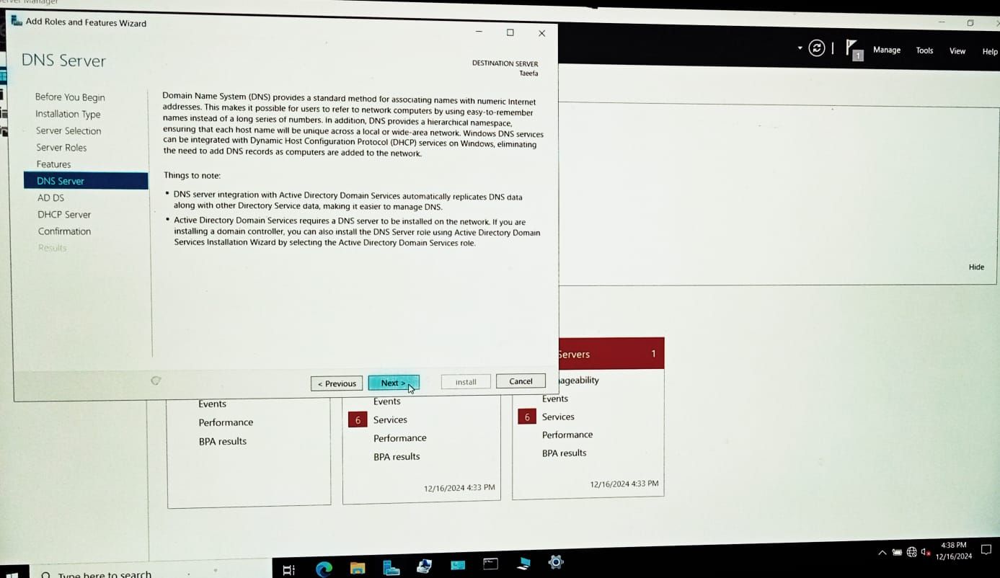 Manager
Add Roles and Features Wizard
1
Manage
Tools
View
Help
DNS Server
DESTINATION SERVER
Taeefa
Before You Begin
Installation Type
Server Selection
Server Roles
Features
DNS Server
AD DS
DHCP Server
Confirmation
Results
Domain Name System (DNS) provides a standard method for associating names with numeric Internet
addresses. This makes it possible for users to refer to network computers by using easy-to-remember
names instead of a long series of numbers. In addition, DNS provides a hierarchical namespace,
ensuring that each host name will be unique across a local or wide-area network. Windows DNS services
can be integrated with Dynamic Host Configuration Protocol (DHCP) services on Windows, eliminating
the need to add DNS records as computers are added to the network.
Things to note:
• DNS server integration with Active Directory Domain Services automatically replicates DNS data
along with other Directory Service data, making it easier to manage DNS.
• Active Directory Domain Services requires a DNS server to be installed on the network. If you are
installing a domain controller, you can also install the DNS Server role using Active Directory Domain
Services Installation Wizard by selecting the Active Directory Domain Services role.
Hide
< Previous
Next >
Install
Cancel
Events
Performance
BPA results
Events
6 Services
Performance
BPA results
12/16/2024 4:33 PM
Servers 1
ageability
Events
6 Services
Performance
BPA results
12/16/2024 4:33 PM
Type here to search
4:38 PM
12/16/2024